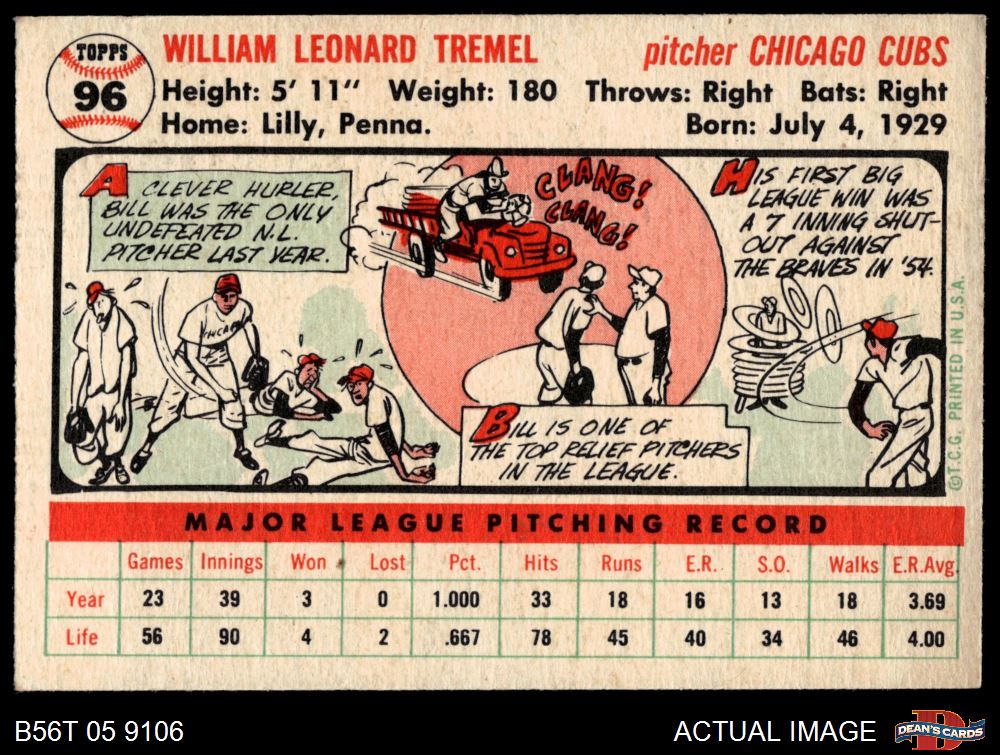 TOPPS
96
WILLIAM LEONARD TREMEL
pitcher CHICAGO CUBS
Height: 5' 11" Weight: 180 Throws: Right Bats: Right
Home: Lilly, Penna.
Born: July 4, 1929
A CLEVER HURLER,
BILL WAS THE ONLY
UNDEFEATED N.L.
PITCHER LAST YEAR.
CHICAGO
CLANG!
CLANG!
BILL IS ONE OF
THE TOP RELIEF PITCHERS
IN THE LEAGUE.
HIS FIRST BIG
LEAGUE WIN WAS
A 7 INNING SHUT-
OUT AGAINST
THE BRAVES IN '54.
©T.C.G. PRINTED IN U.S.A.
MAJOR LEAGUE PITCHING RECORD
Games Innings Won Lost Pct. Hits Runs E.R. S.O. Walks E.R.Avg.
Year 23 39 3 0 1.000 33 18 16 13 18 3.69
Life 56 90 4 2 .667 78 45 40 34 46 4.00
B56T 05 9106
ACTUAL IMAGE
DEAN'S CARDS